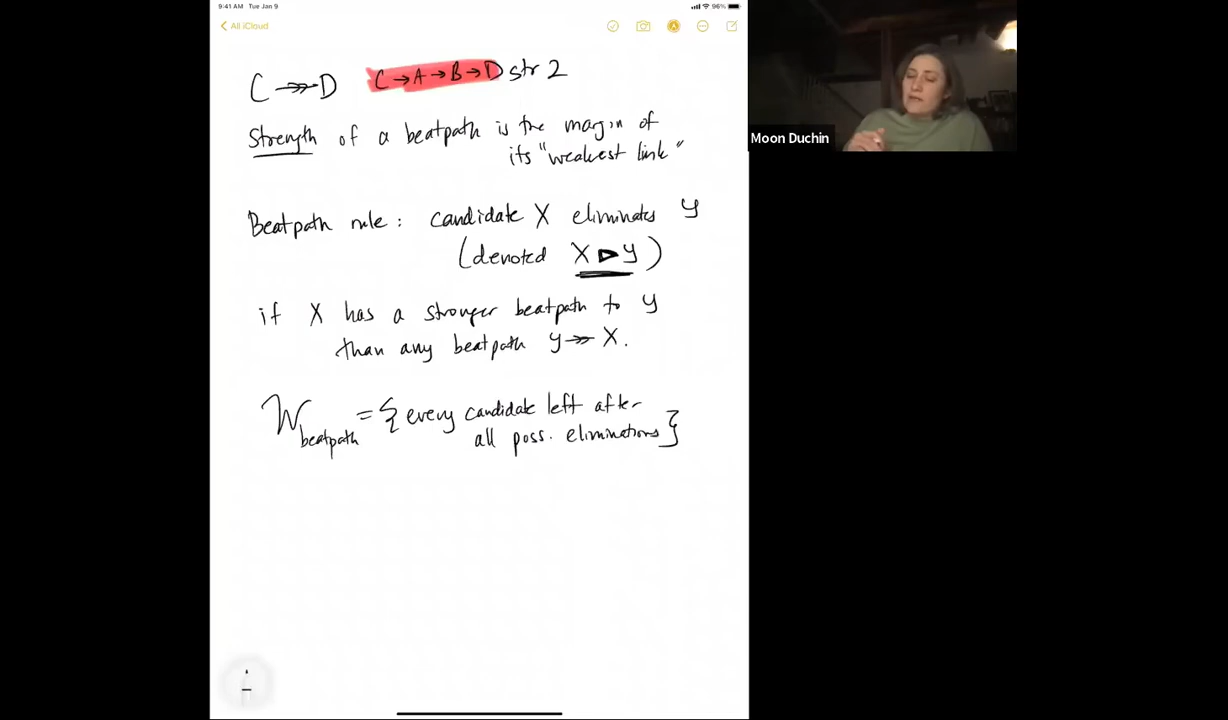 9:41 AM Tue Jan 9
96%
All iCloud
C ↠ D C → A → B → D str 2
Strength of a beatpath is the margin of
its "weakest link"
Beatpath rule: candidate X eliminates Y
(denoted X ▷ Y)
if X has a stronger beatpath to Y
than any beatpath Y ↠ X.
W beatpath = { every candidate left after
all poss. eliminations }
Moon Duchin